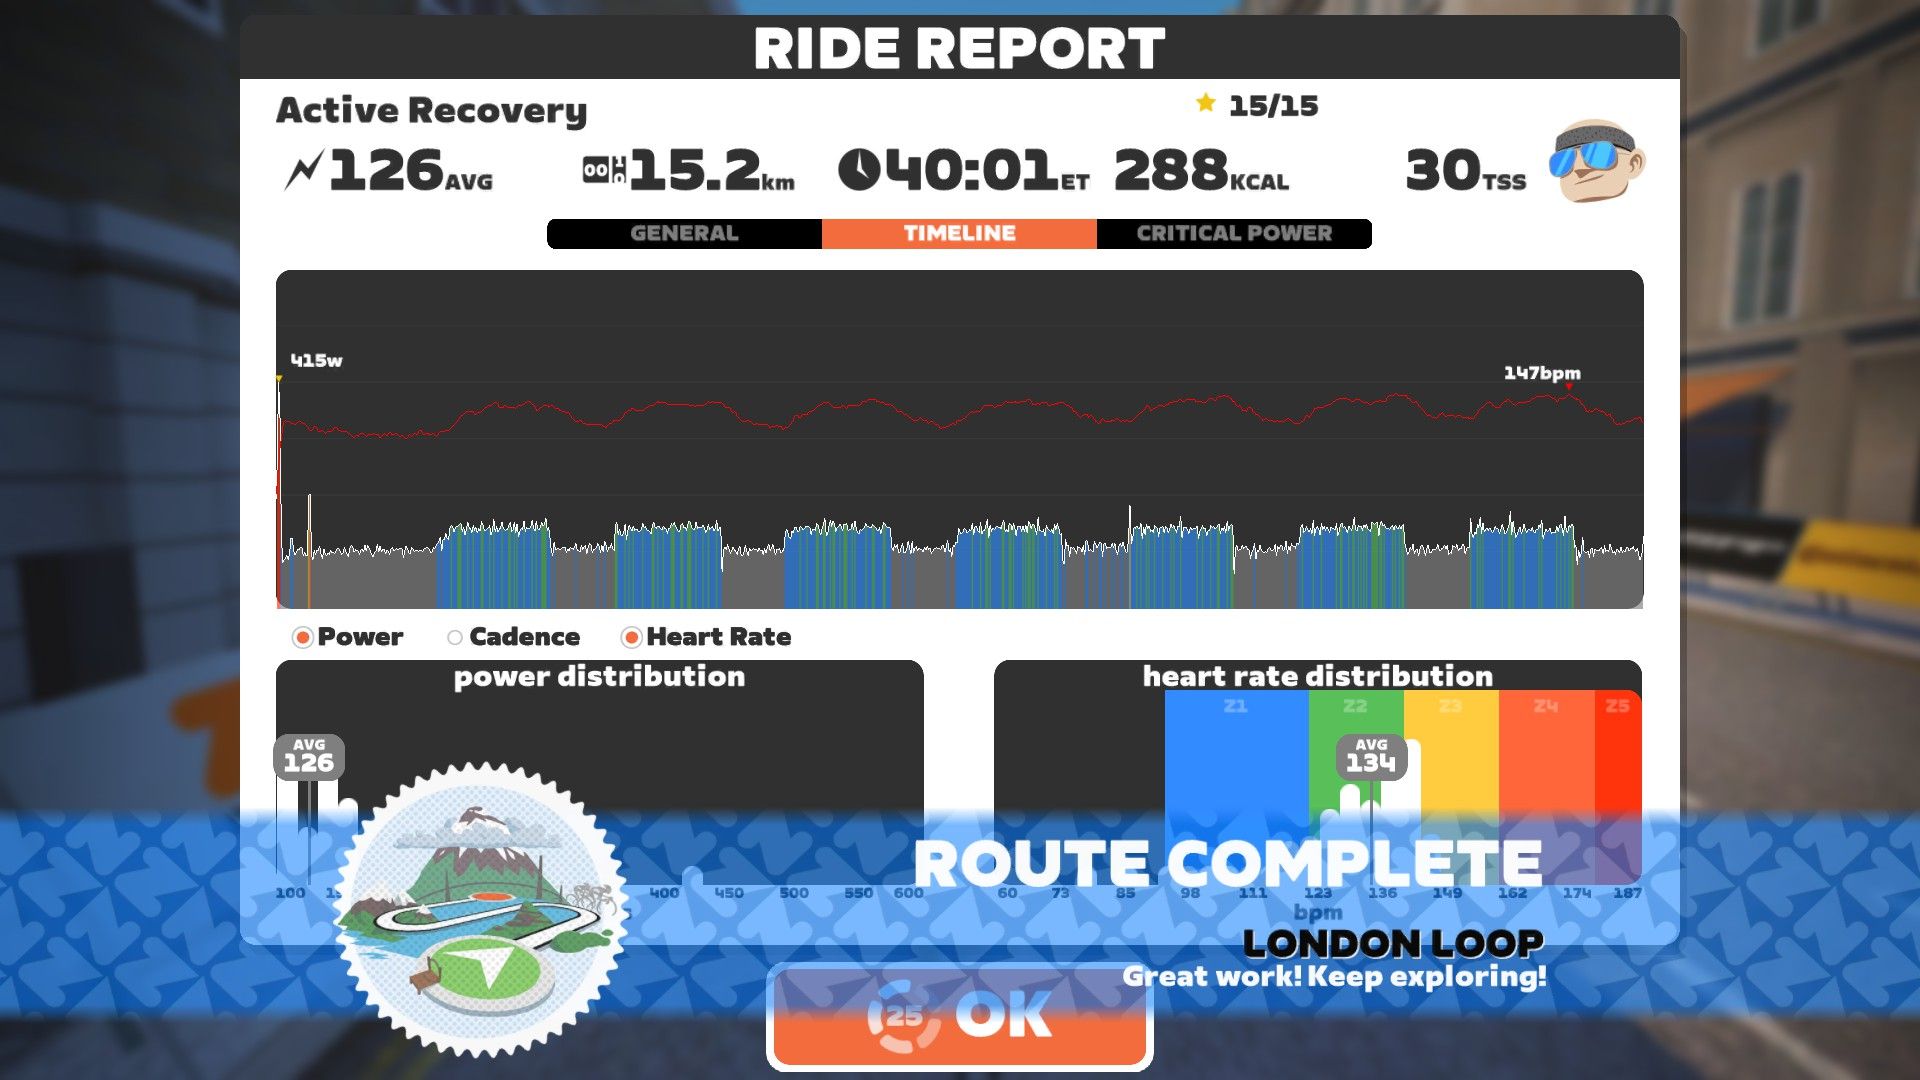 RIDE REPORT
Active Recovery
15/15
126AVG
15.2km
40:01ET
288KCAL
30TSS
GENERAL
TIMELINE
CRITICAL POWER
415w
147bpm
Power
Cadence
Heart Rate
power distribution
AVG
126
100 400 450 500 550 600
heart rate distribution
Z1 Z2 Z3 Z4 Z5
AVG
134
60 73 85 98 111 123 136 149 162 174 187
bpm
ROUTE COMPLETE
LONDON LOOP
Great work! Keep exploring!
25 OK